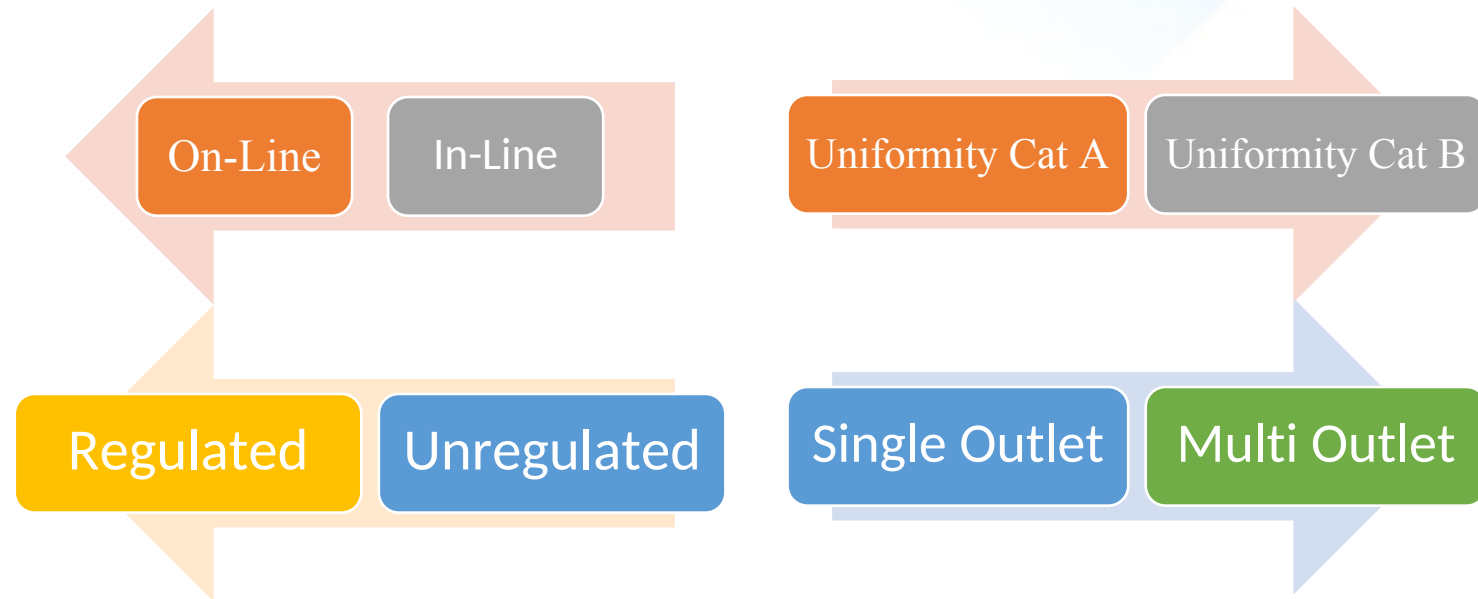 On-Line
In-Line
Uniformity Cat A
Uniformity Cat B
Regulated
Unregulated
Single Outlet
Multi Outlet